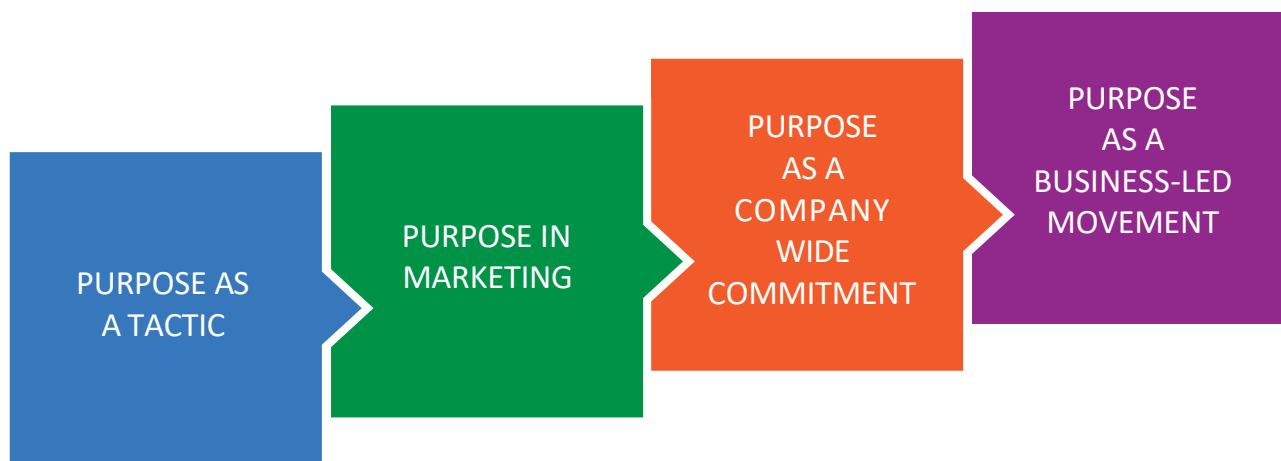 PURPOSE AS
A TACTIC
PURPOSE IN
MARKETING
PURPOSE
AS A
COMPANY
WIDE
COMMITMENT
PURPOSE
AS A
BUSINESS-LED
MOVEMENT